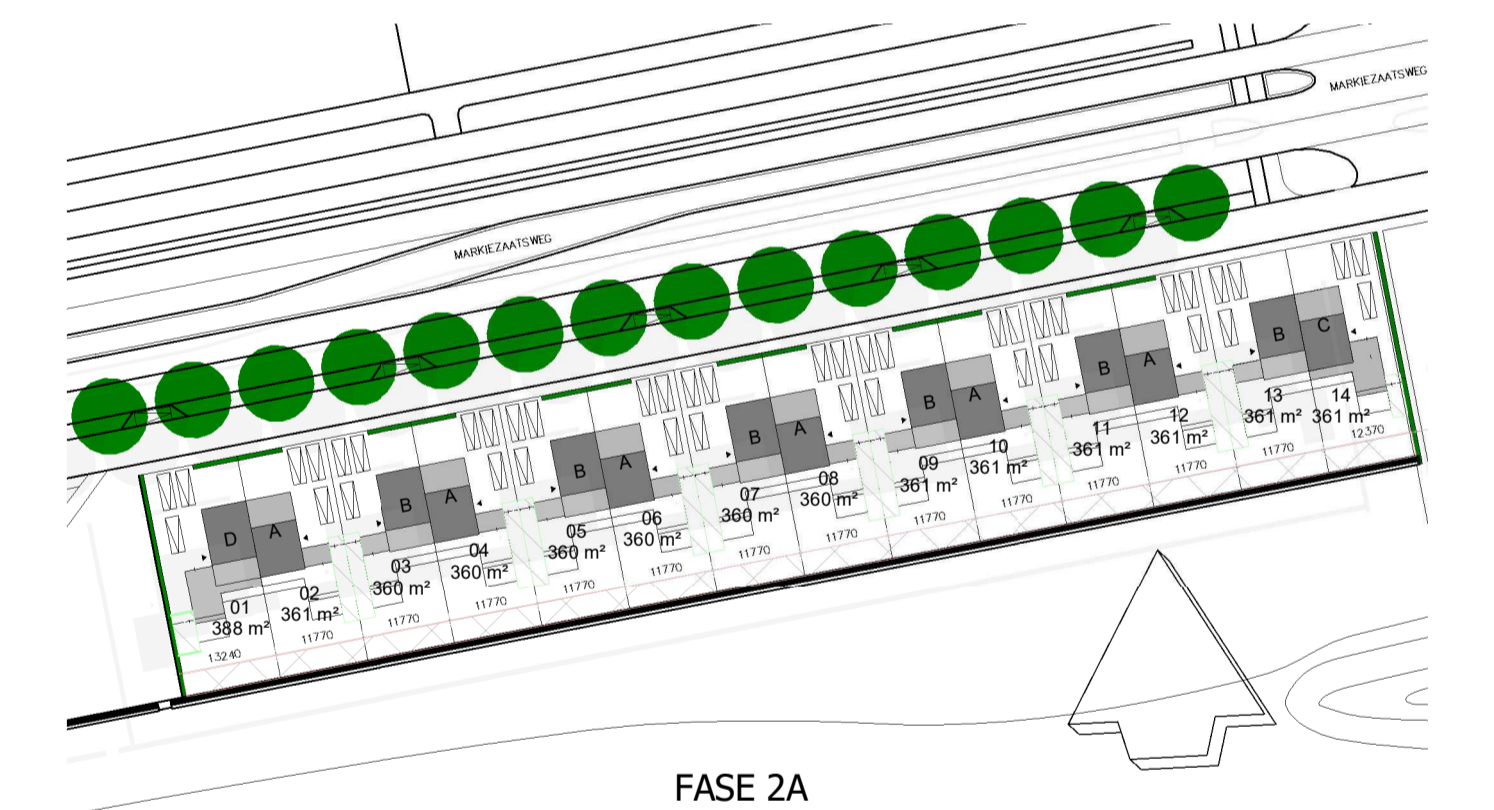 MARKIEZAATSWEG
MARKIEZAATSWEG
D
A
B
A
B
A
B
A
B
A
B
A
B
C
01
388 m²
02
361 m²
03
360 m²
04
360 m²
05
360 m²
06
360 m²
07
360 m²
08
360 m²
09
361 m²
10
361 m²
11
361 m²
12
361 m²
13
361 m²
14
361 m²
13240
11770
11770
11770
11770
11770
11770
11770
11770
11770
11770
11770
11770
12370
FASE 2A